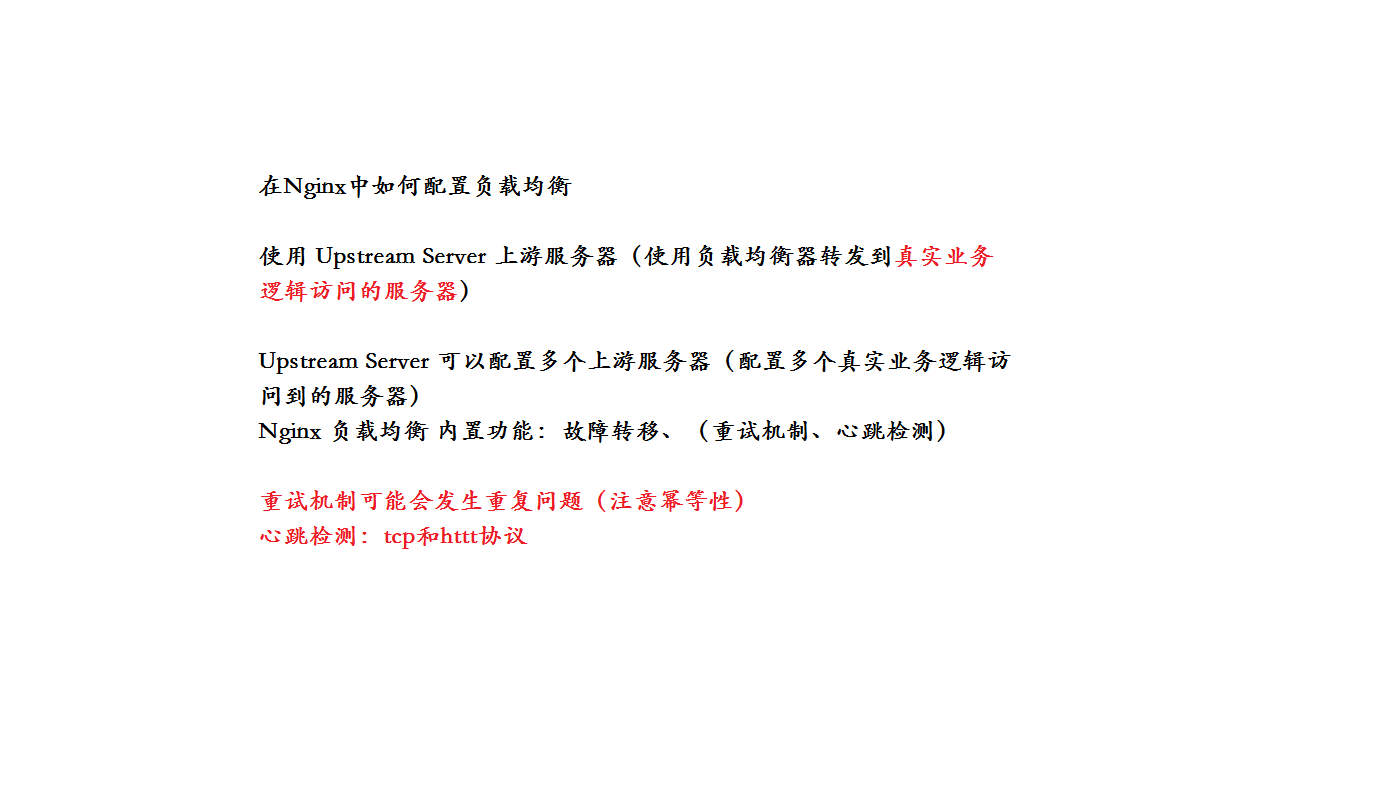 在Nginx中如何配置负载均衡
使用 Upstream Server 上游服务器（使用负载均衡器转发到真实业务
逻辑访问的服务器）
Upstream Server 可以配置多个上游服务器（配置多个真实业务逻辑访
问到的服务器）
Nginx 负载均衡 内置功能：故障转移、（重试机制、心跳检测）
重试机制可能会发生重复问题（注意幂等性）
心跳检测：tcp和httt协议